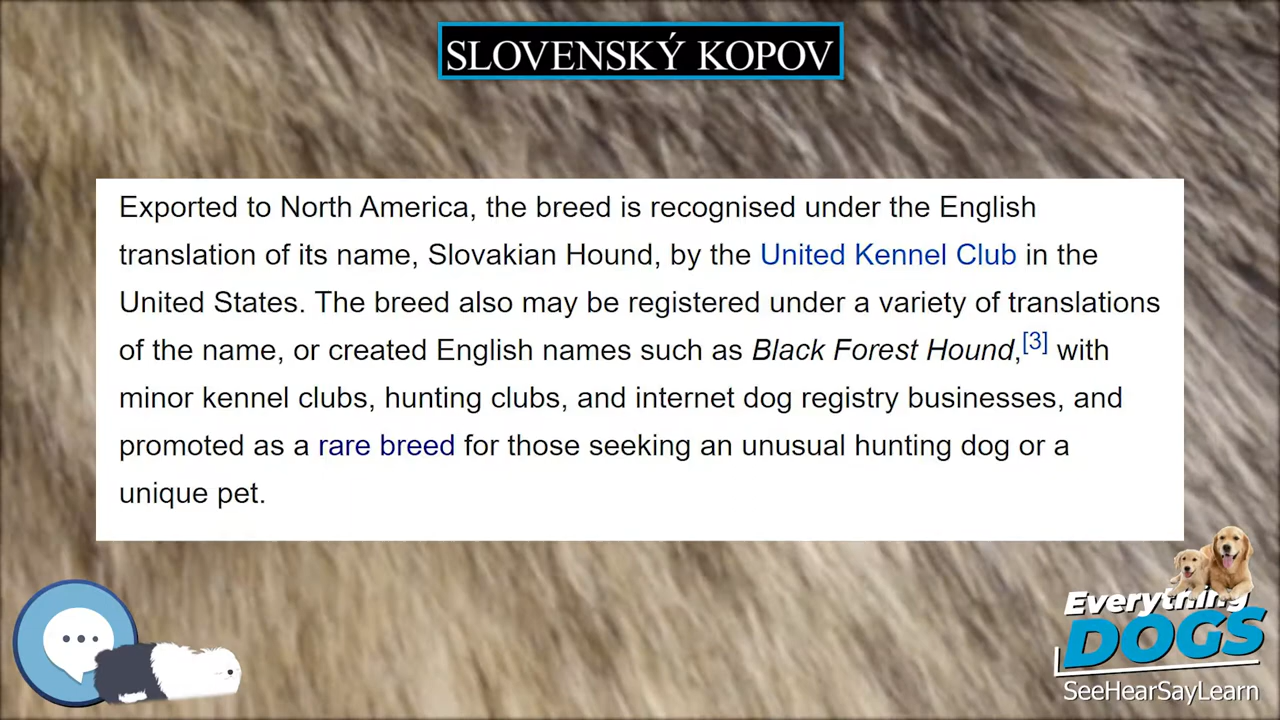 SLOVENSKÝ KOPOV
Exported to North America, the breed is recognised under the English
translation of its name, Slovakian Hound, by the United Kennel Club in the
United States. The breed also may be registered under a variety of translations
of the name, or created English names such as Black Forest Hound,[3] with
minor kennel clubs, hunting clubs, and internet dog registry businesses, and
promoted as a rare breed for those seeking an unusual hunting dog or a
unique pet.
Everything
DOGS
SeeHearSayLearn